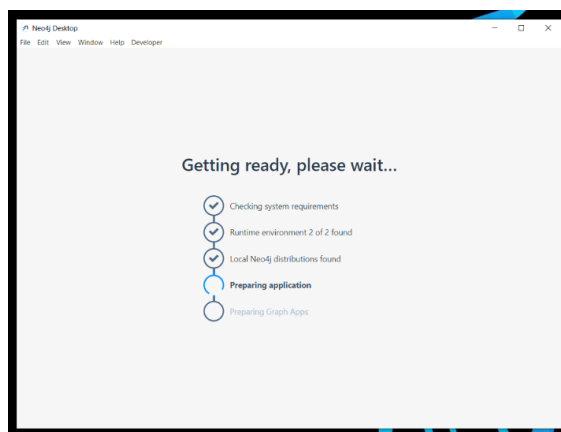 Neo4j Desktop
File Edit View Window Help Developer
Getting ready, please wait...
Checking system requirements
Runtime environment 2 of 2 found
Local Neo4j distributions found
Preparing application
Preparing Graph Apps